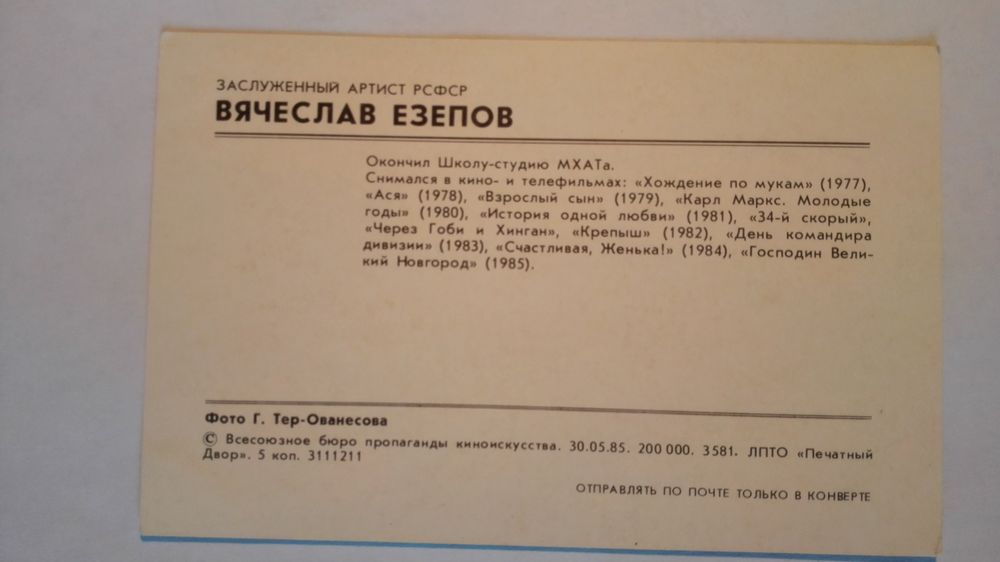 ЗАСЛУЖЕННЫЙ АРТИСТ РСФСР
ВЯЧЕСЛАВ ЕЗЕПОВ
Окончил Школу-студию МХАТа.
Снимался в кино- и телефильмах: «Хождение по мукам» (1977),
«Ася» (1978), «Взрослый сын» (1979), «Карл Маркс. Молодые
годы» (1980), «История одной любви» (1981), «34-й скорый»,
«Через Гоби и Хинган», «Крепыш» (1982), «День командира
дивизии» (1983), «Счастливая, Женька!» (1984), «Господин Вели-
кий Новгород» (1985).
Фото Г. Тер-Ованесова
© Всесоюзное бюро пропаганды киноискусства. 30.05.85. 200 000. 3581. ЛПТО «Печатный
Двор». 5 коп. 3111211
ОТПРАВЛЯТЬ ПО ПОЧТЕ ТОЛЬКО В КОНВЕРТЕ